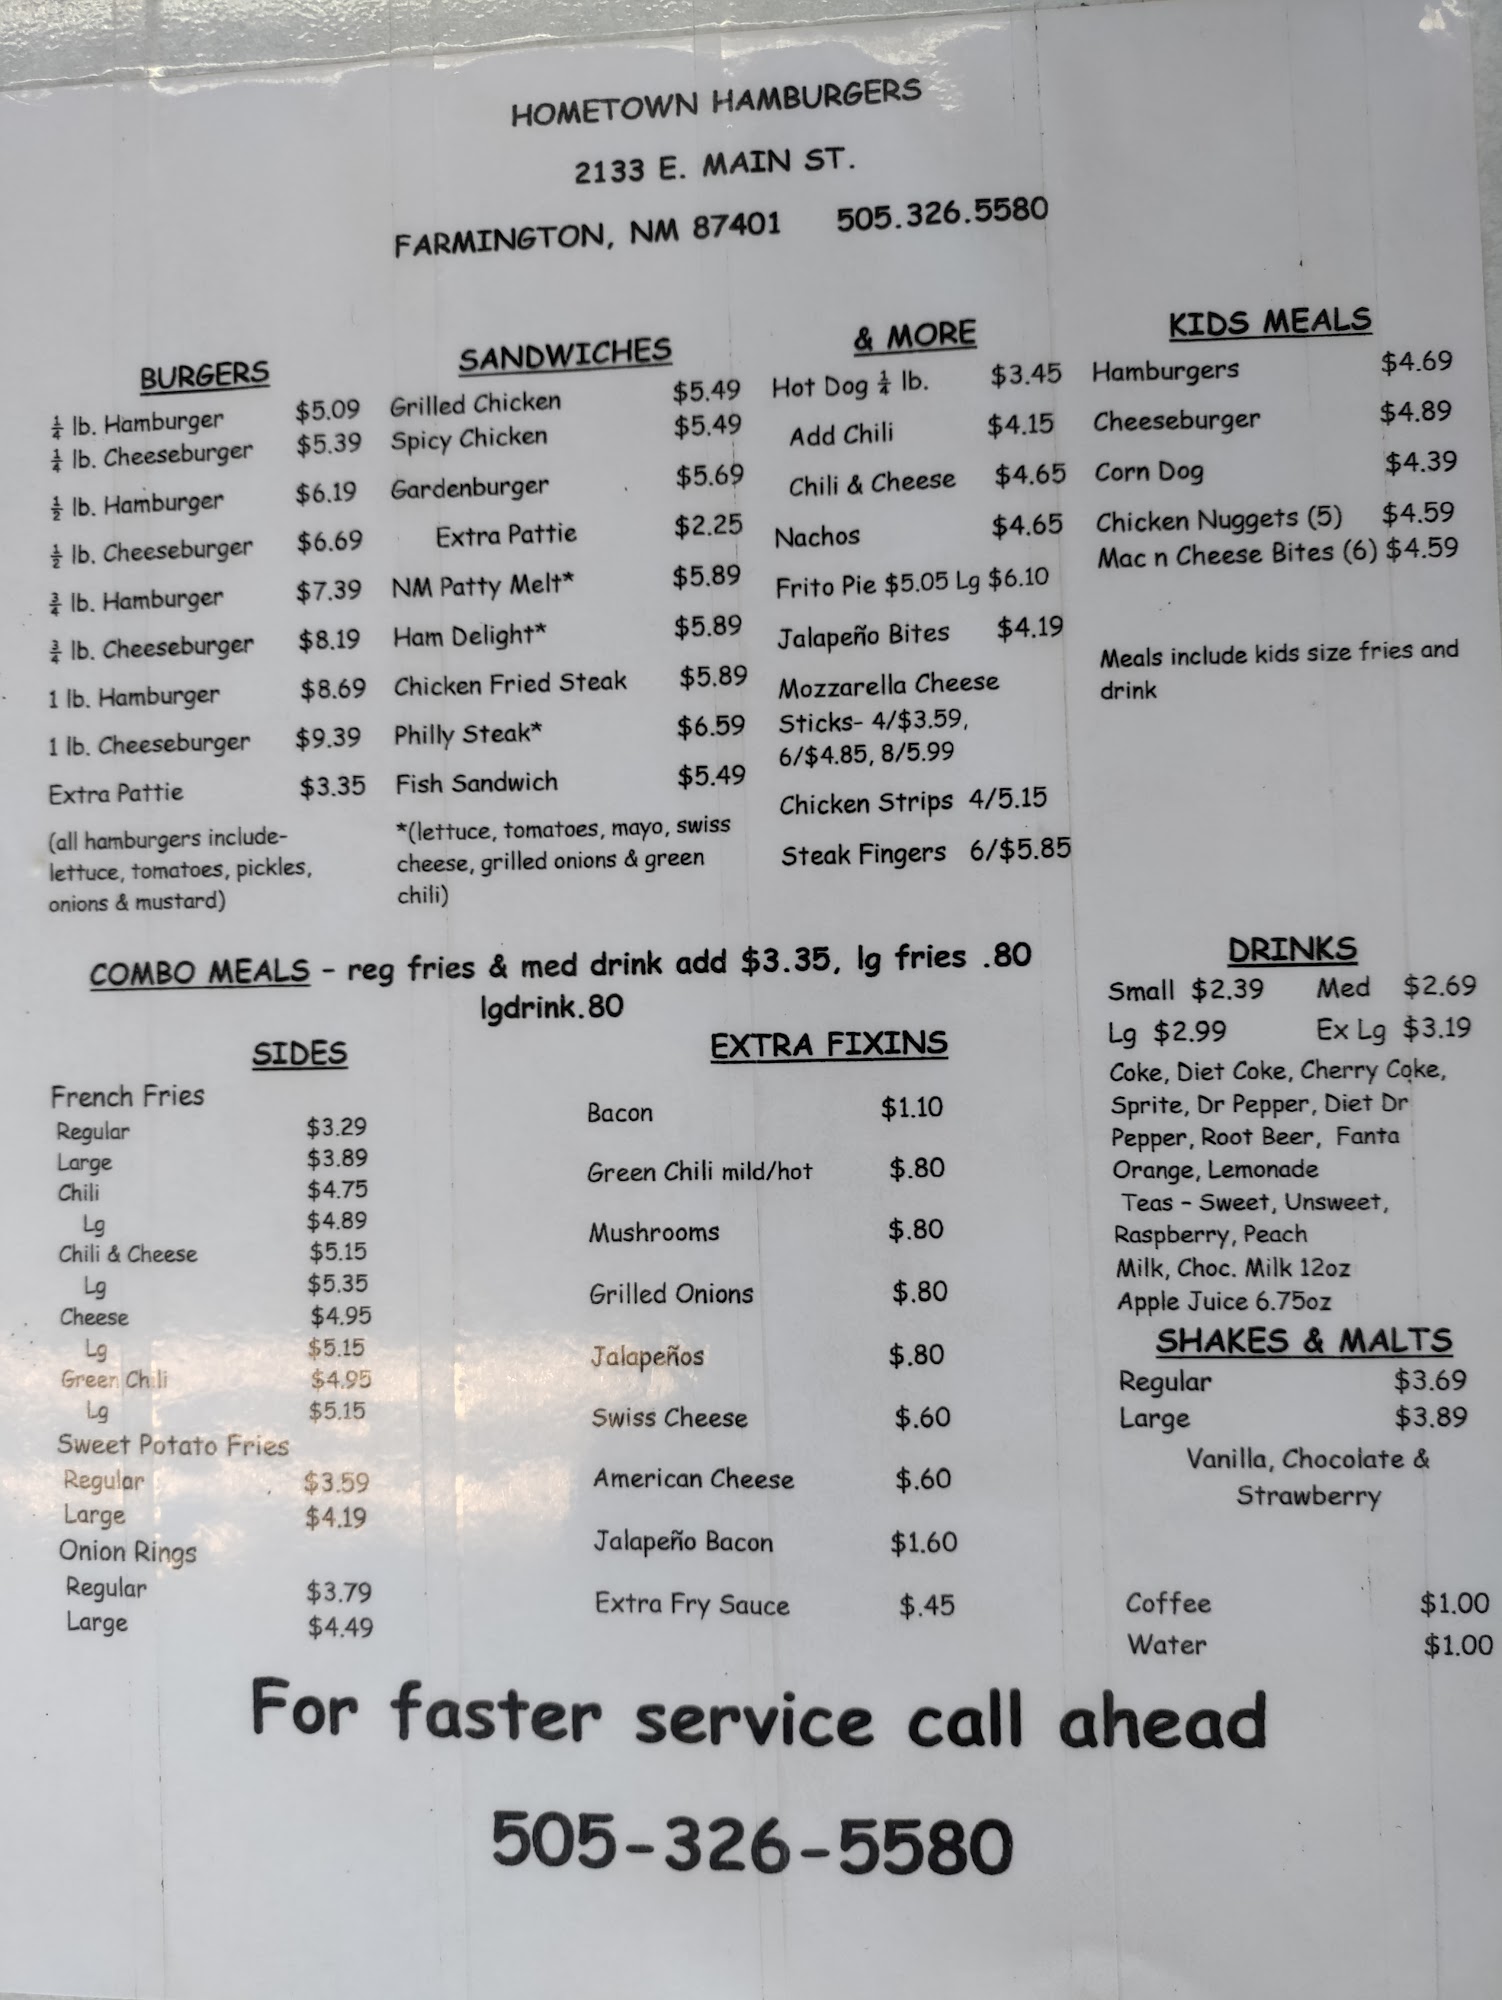 HOMETOWN HAMBURGERS
2133 E. MAIN ST.
FARMINGTON, NM 87401 505.326.5580
BURGERS
¼ lb. Hamburger $5.09
¼ lb. Cheeseburger $5.39
½ lb. Hamburger $6.19
½ lb. Cheeseburger $6.69
¾ lb. Hamburger $7.39
¾ lb. Cheeseburger $8.19
1 lb. Hamburger $8.69
1 lb. Cheeseburger $9.39
Extra Pattie $3.35
(all hamburgers include-
lettuce, tomatoes, pickles,
onions & mustard)
SANDWICHES
Grilled Chicken $5.49
Spicy Chicken $5.49
Gardenburger $5.69
Extra Pattie $2.25
NM Patty Melt* $5.89
Ham Delight* $5.89
Chicken Fried Steak $5.89
Philly Steak* $6.59
Fish Sandwich $5.49
*(lettuce, tomatoes, mayo, swiss
cheese, grilled onions & green
chili)
& MORE
Hot Dog ¼ lb. $3.45
Add Chili $4.15
Chili & Cheese $4.65
Nachos $4.65
Frito Pie $5.05 Lg $6.10
Jalapeño Bites $4.19
Mozzarella Cheese
Sticks- 4/$3.59,
6/$4.85, 8/5.99
Chicken Strips 4/5.15
Steak Fingers 6/$5.85
KIDS MEALS
Hamburgers $4.69
Cheeseburger $4.89
Corn Dog $4.39
Chicken Nuggets (5) $4.59
Mac n Cheese Bites (6) $4.59
Meals include kids size fries and
drink
COMBO MEALS - reg fries & med drink add $3.35, lg fries .80
lgdrink.80
SIDES
French Fries
Regular $3.29
Large $3.89
Chili $4.75
Lg $4.89
Chili & Cheese $5.15
Lg $5.35
Cheese $4.95
Lg $5.15
Green Chili $4.95
Lg $5.15
Sweet Potato Fries
Regular $3.59
Large $4.19
Onion Rings
Regular $3.79
Large $4.49
EXTRA FIXINS
Bacon $1.10
Green Chili mild/hot $.80
Mushrooms $.80
Grilled Onions $.80
Jalapeños $.80
Swiss Cheese $.60
American Cheese $.60
Jalapeño Bacon $1.60
Extra Fry Sauce $.45
DRINKS
Small $2.39 Med $2.69
Lg $2.99 Ex Lg $3.19
Coke, Diet Coke, Cherry Coke,
Sprite, Dr Pepper, Diet Dr
Pepper, Root Beer, Fanta
Orange, Lemonade
Teas - Sweet, Unsweet,
Raspberry, Peach
Milk, Choc. Milk 12oz
Apple Juice 6.75oz
SHAKES & MALTS
Regular $3.69
Large $3.89
Vanilla, Chocolate &
Strawberry
Coffee $1.00
Water $1.00
For faster service call ahead
505-326-5580